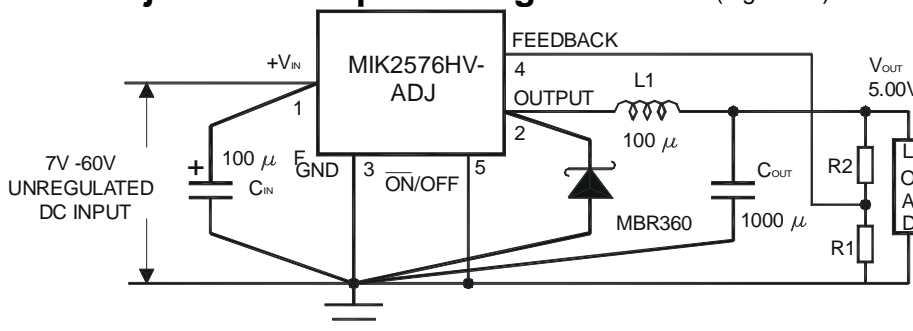 +VIN
MIK2576HV-
ADJ
FEEDBACK
4
OUTPUT
2
1
L1
100 μ
VOUT
5.00V
7V -60V
UNREGULATED
DC INPUT
+
100 μ F
CIN
GND
3
ON/OFF
5
MBR360
COUT
1000 μ
R2
R1
LOAD